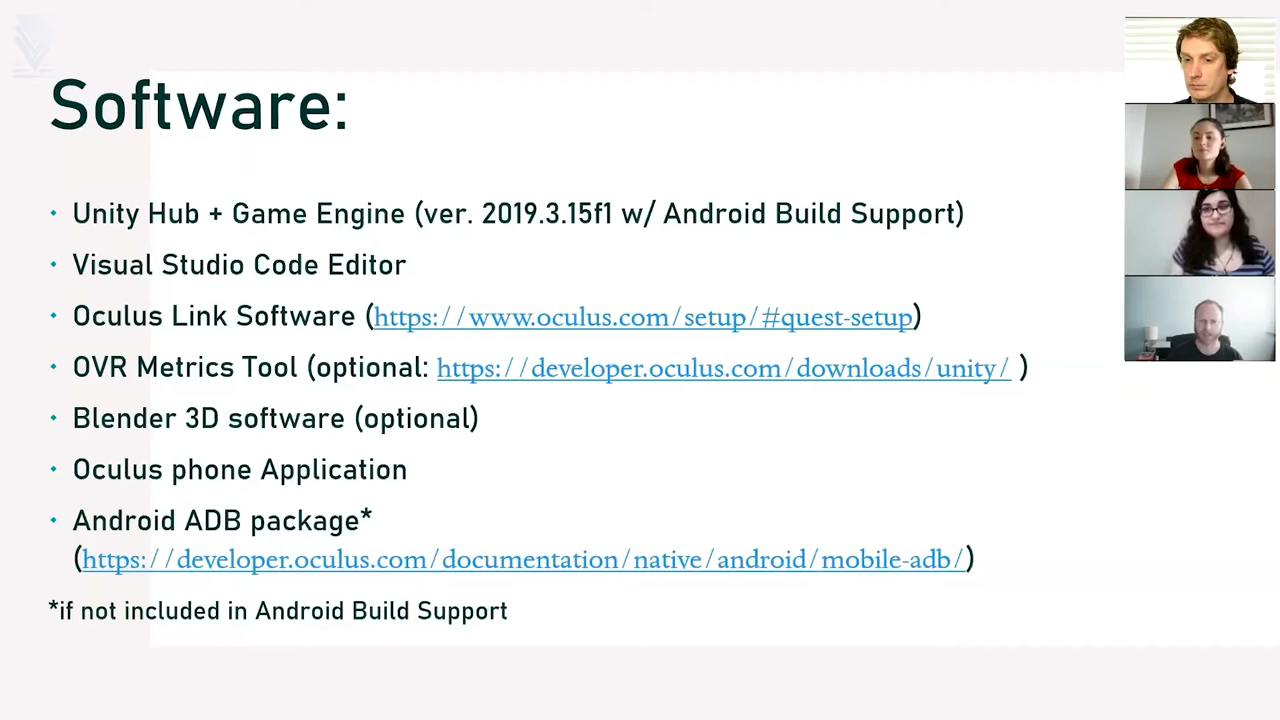 Software:
Unity Hub + Game Engine (ver. 2019.3.15f1 w/ Android Build Support)
Visual Studio Code Editor
Oculus Link Software (https://www.oculus.com/setup/#quest-setup)
OVR Metrics Tool (optional: https://developer.oculus.com/downloads/unity/ )
Blender 3D software (optional)
Oculus phone Application
Android ADB package*
(https://developer.oculus.com/documentation/native/android/mobile-adb/)
*if not included in Android Build Support